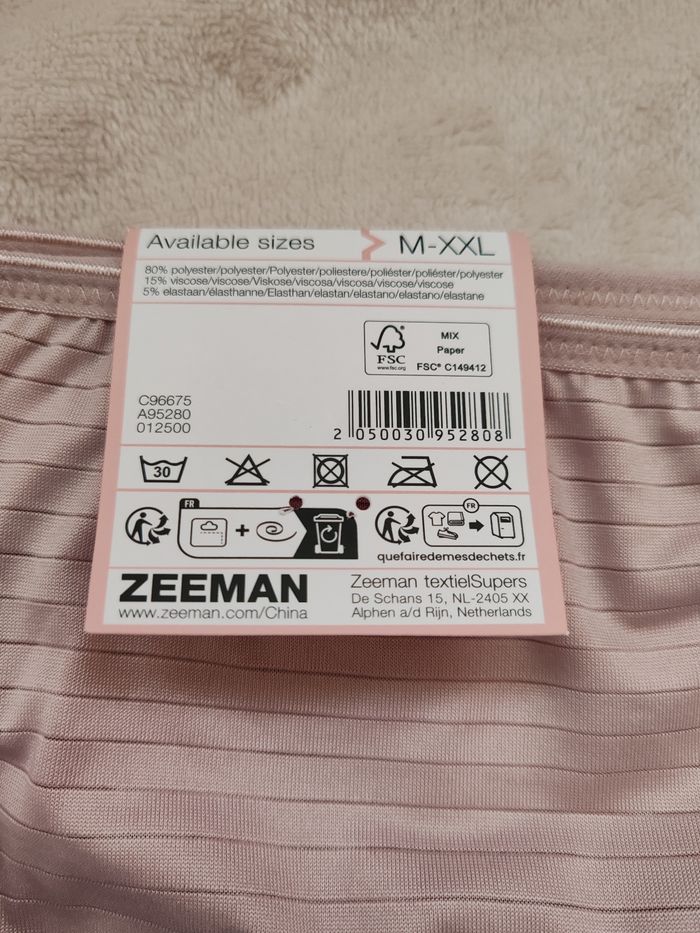 Available sizes M-XXL
80% polyester/polyester/Polyester/poliestere/poliéster/poliéster/polyester
15% viscose/viscose/Viskose/viscosa/viscosa/viscose/viscose
5% elastaan/élasthanne/Elasthan/elastan/elastano/elastano/elastane
FSC
www.fsc.org
MIX
Paper
FSC® C149412
C96675
A95280
012500
2 050030 952808
30
FR
+
FR
quefairedemesdechets.fr
ZEEMAN
www.zeeman.com/China
Zeeman textielSupers
De Schans 15, NL-2405 XX
Alphen a/d Rijn, Netherlands